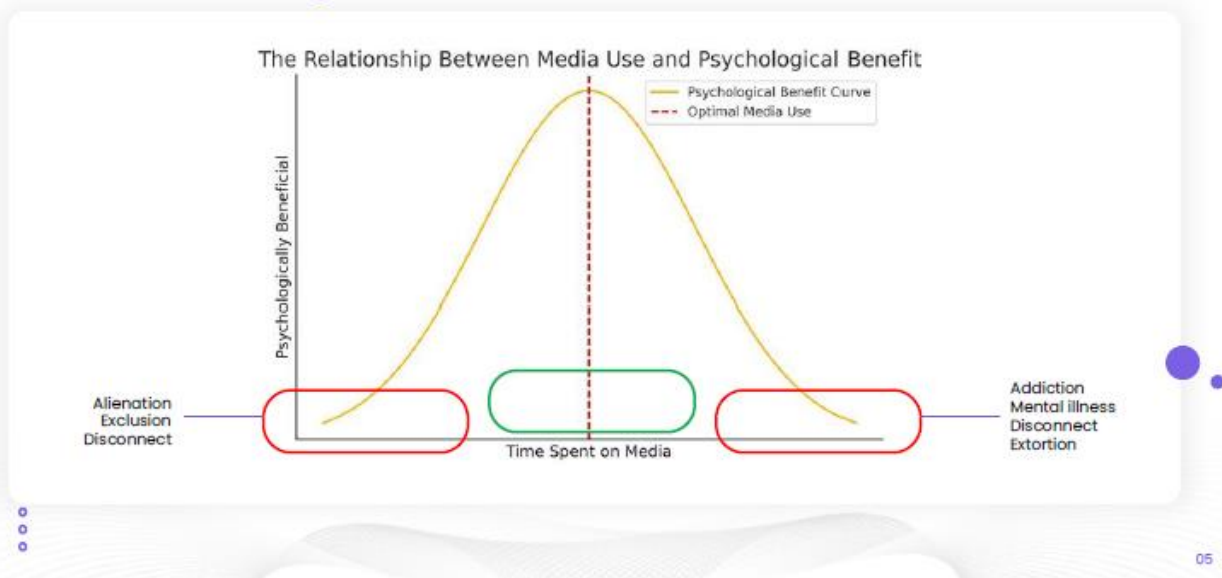 The Relationship Between Media Use and Psychological Benefit
Psychological Benefit Curve
Optimal Media Use
Psychologically Beneficial
Alienation
Exclusion
Disconnect
Addiction
Mental illness
Disconnect
Extortion
Time Spent on Media
05